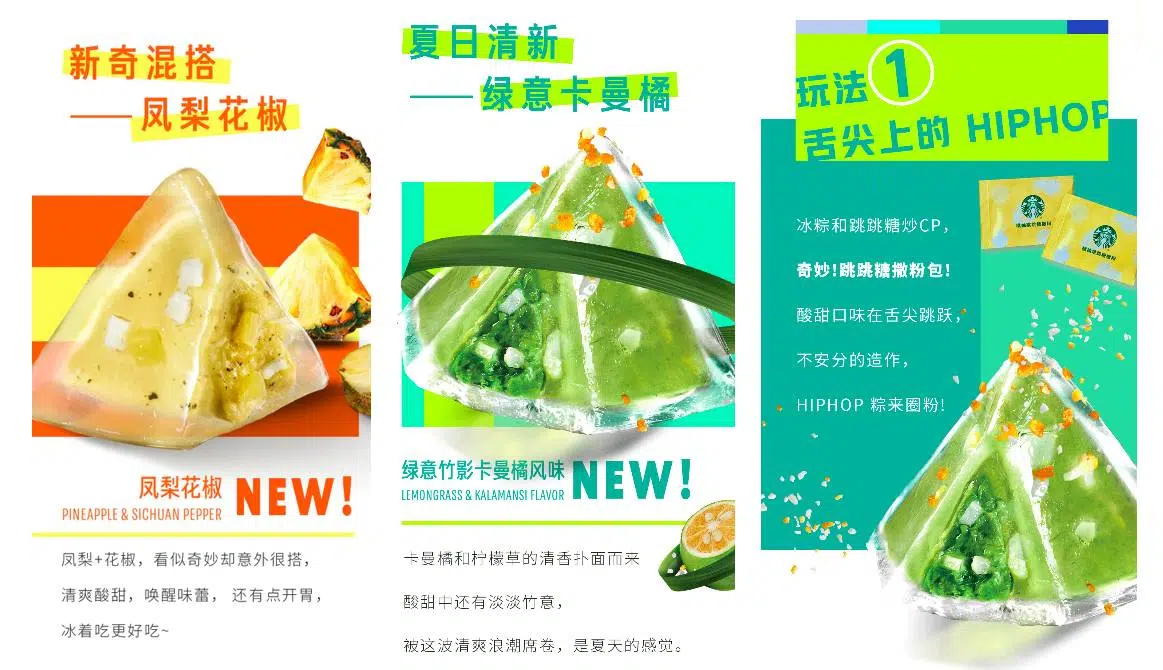 新奇混搭
——凤梨花椒
凤梨花椒
PINEAPPLE & SICHUAN PEPPER
NEW!
凤梨+花椒，看似奇妙却意外很搭，
清爽酸甜，唤醒味蕾， 还有点开胃，
冰着吃更好吃~
夏日清新
——绿意卡曼橘
绿意竹影卡曼橘风味
LEMONGRASS & KALAMANSI FLAVOR
NEW!
卡曼橘和柠檬草的清香扑面而来
酸甜中还有淡淡竹意，
被这波清爽浪潮席卷，是夏天的感觉。
玩法1
舌尖上的 HIPHOP
冰粽和跳跳糖炒CP，
奇妙!跳跳糖撒粉包!
酸甜口味在舌尖跳跃，
不安分的造作，
HIPHOP 粽来圈粉!